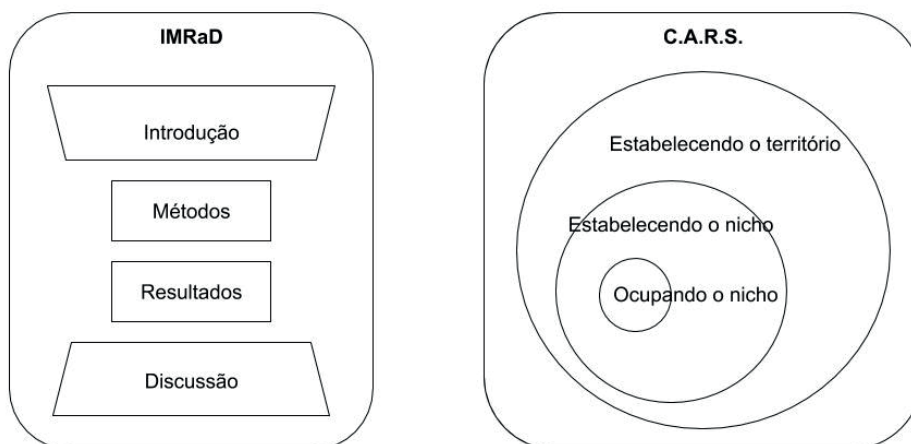 IMRaD
Introdução
Métodos
Resultados
Discussão
C.A.R.S.
Estabelecendo o território
Estabelecendo o nicho
Ocupando o nicho